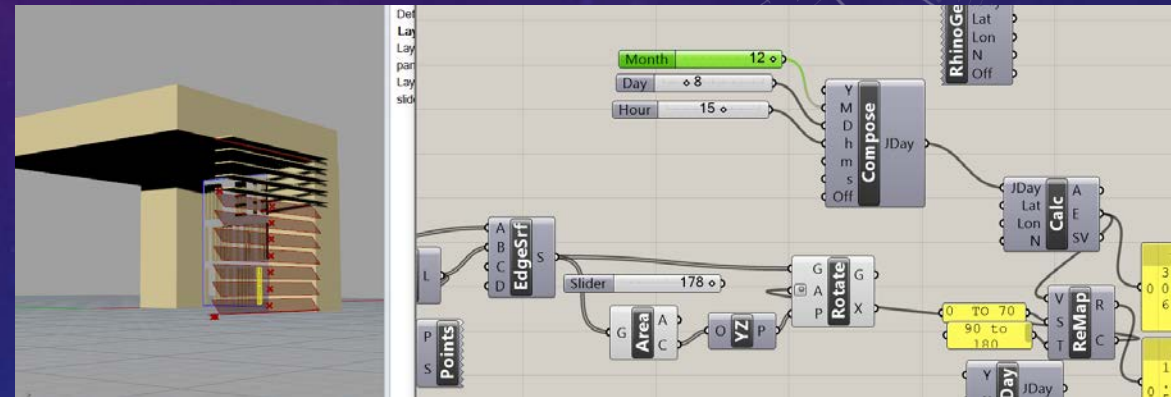 Def
Lay
Lay
par
Lay
slid
Month 12
Day 8
Hour 15
Y
M
D
h
m
s
Off
Compose
JDay
RhinoGe
Lat
Lon
N
Off
JDay
Lat
Lon
N
Calc
A
E
SV
L
A
B
C
D
EdgeSrf
S
Slider 178
G
Area
A
C
O
YZ
P
G
A
P
Rotate
G
X
0 TO 70
90 to
180
V
S
T
ReMap
R
C
P
S
Points
Y
Day
JDay